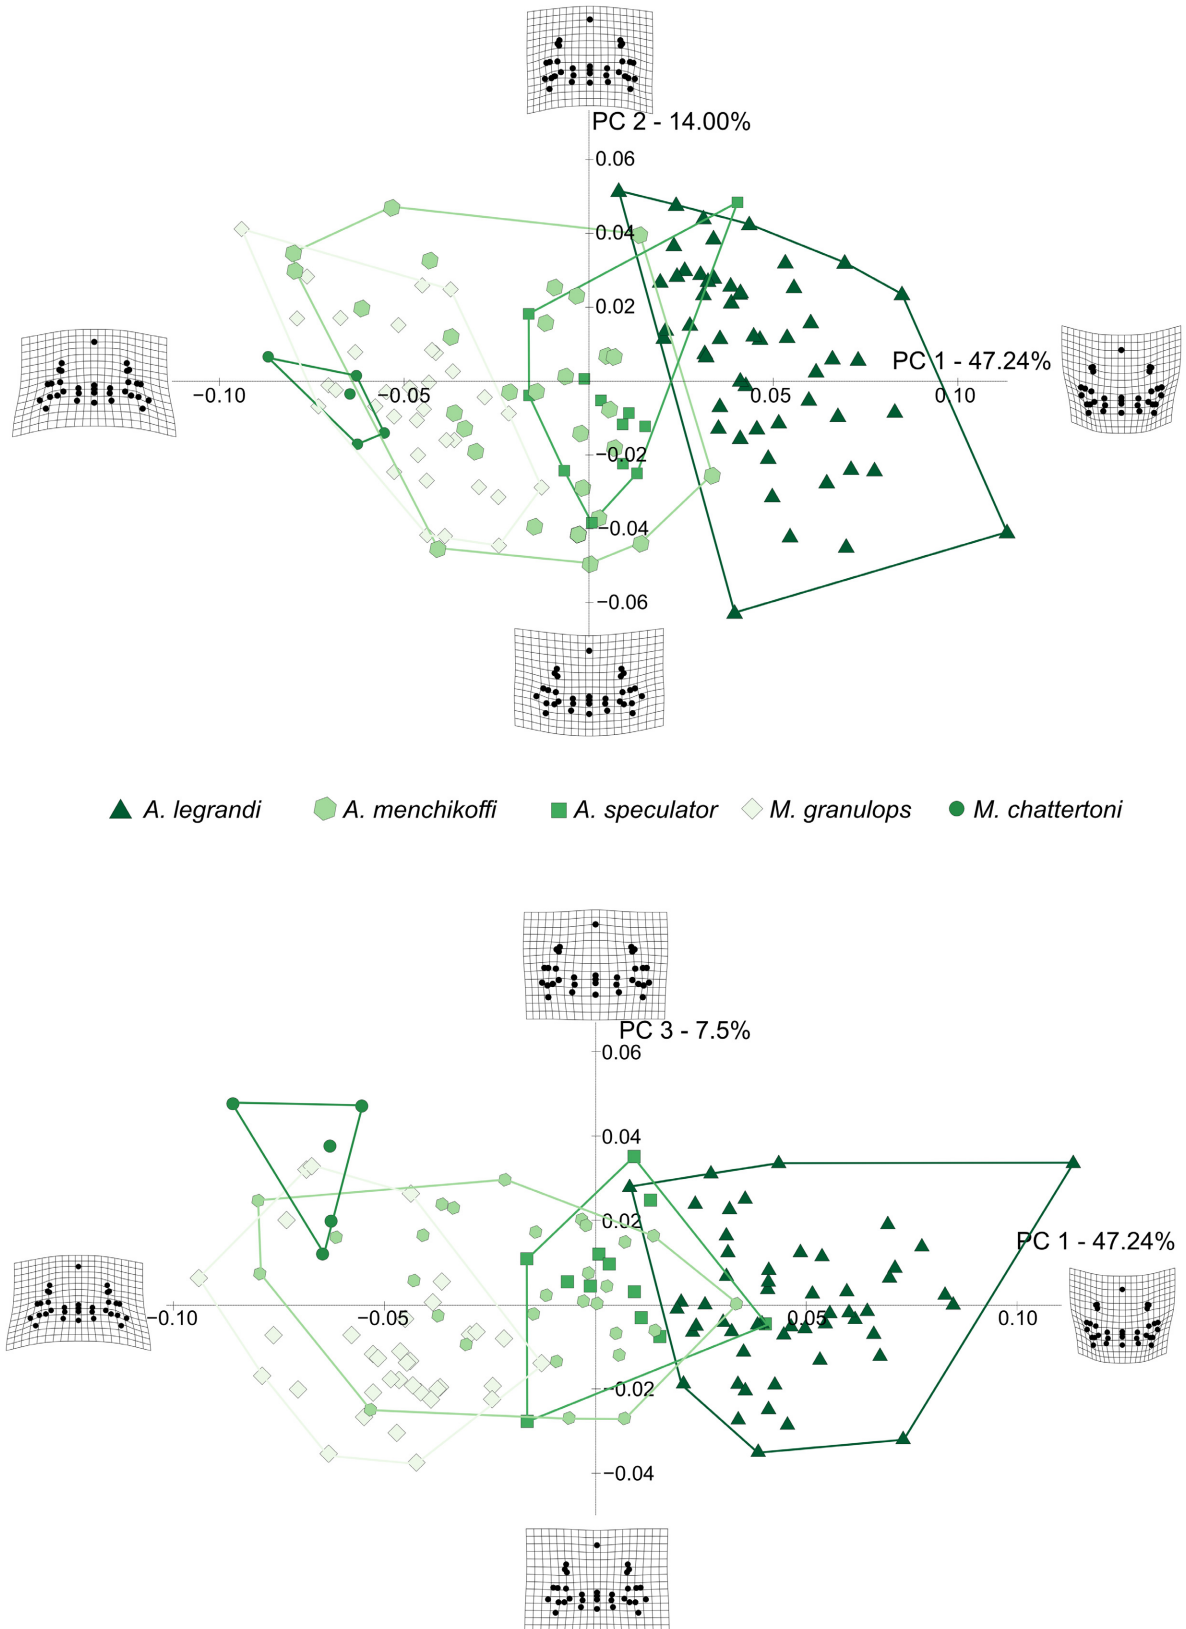 PC 2 - 14.00%
0.06
0.04
0.02
PC 1 - 47.24%
−0.10
−0.05
0.05
0.10
−0.02
−0.04
−0.06
A. legrandi
A. menchikoffi
A. speculator
M. granulops
M. chattertoni
PC 3 - 7.5%
0.06
0.04
0.02
PC 1 - 47.24%
−0.10
−0.05
0.05
0.10
−0.02
−0.04